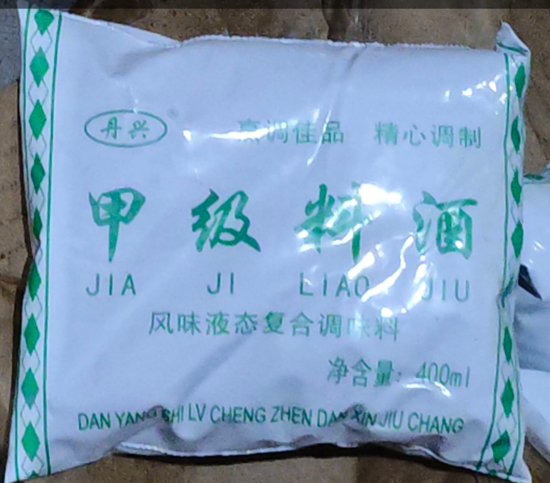 丹兴
烹调佳品 精心调制
甲级料酒
JIA JI LIAO JIU
风味液态复合调味料
净含量：400ml
DAN YANG SHI LV CHENG ZHEN DAN XIN JIU CHANG